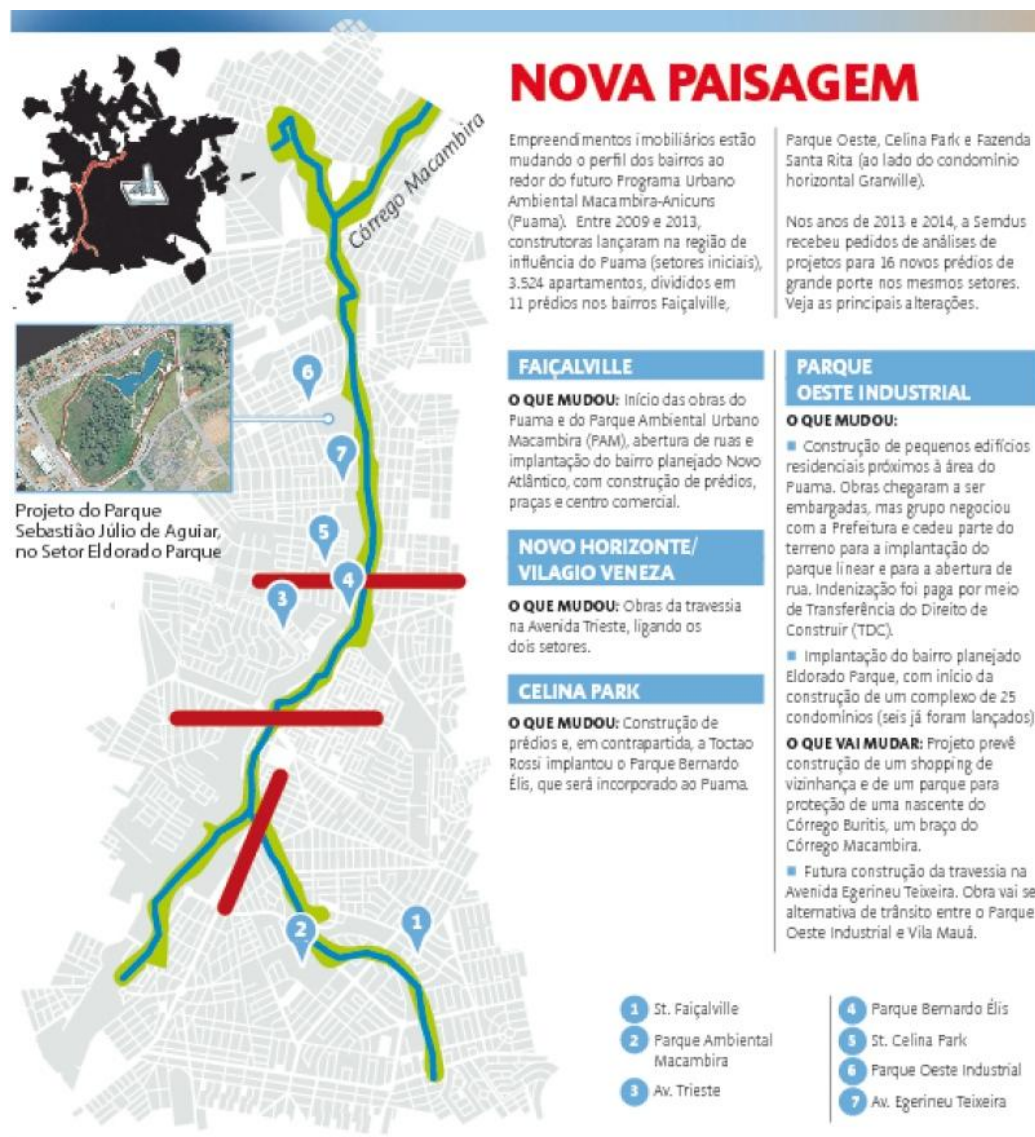 NOVA PAISAGEM
Empreendimentos imobiliários estão
mudando o perfil dos bairros ao
redor do futuro Programa Urbano
Ambiental Macambira-Anicuns
(Puama). Entre 2009 e 2013,
construtoras lançaram na região de
influência do Puama (setores iniciais),
3.524 apartamentos, divididos em
11 prédios nos bairros Faiçalville,
Parque Oeste, Celina Park e Fazenda
Santa Rita (ao lado do condomínio
horizontal Granville).
Nos anos de 2013 e 2014, a Semdus
recebeu pedidos de análises de
projetos para 16 novos prédios de
grande porte nos mesmos setores.
Veja as principais alterações.
Córrego Macambira
Projeto do Parque
Sebastião Júlio de Aguiar,
no Setor Eldorado Parque
6
7
5
4
3
2
1
FAIÇALVILLE
O QUE MUDOU: Início das obras do
Puama e do Parque Ambiental Urbano
Macambira (PAM), abertura de ruas e
implantação do bairro planejado Novo
Atlântico, com construção de prédios,
praças e centro comercial.
NOVO HORIZONTE/
VILAGIO VENEZA
O QUE MUDOU: Obras da travessia
na Avenida Trieste, ligando os
dois setores.
CELINA PARK
O QUE MUDOU: Construção de
prédios e, em contrapartida, a Toctao
Rossi implantou o Parque Bernardo
Élis, que será incorporado ao Puama.
PARQUE
OESTE INDUSTRIAL
O QUE MUDOU:
Construção de pequenos edifícios
residenciais próximos à área do
Puama. Obras chegaram a ser
embargadas, mas grupo negociou
com a Prefeitura e cedeu parte do
terreno para a implantação do
parque linear e para a abertura de
rua. Indenização foi paga por meio
de Transferência do Direito de
Construir (TDC).
Implantação do bairro planejado
Eldorado Parque, com início da
construção de um complexo de 25
condomínios (seis já foram lançados)
O QUE VAI MUDAR: Projeto prevê
construção de um shopping de
vizinhança e de um parque para
proteção de uma nascente do
Córrego Buritis, um braço do
Córrego Macambira.
Futura construção da travessia na
Avenida Egerineu Teixeira. Obra vai se
alternativa de trânsito entre o Parque
Oeste Industrial e Vila Mauá.
1 St. Faiçalville
2 Parque Ambiental
Macambira
3 Av. Trieste
4 Parque Bernardo Élis
5 St. Celina Park
6 Parque Oeste Industrial
7 Av. Egerineu Teixeira